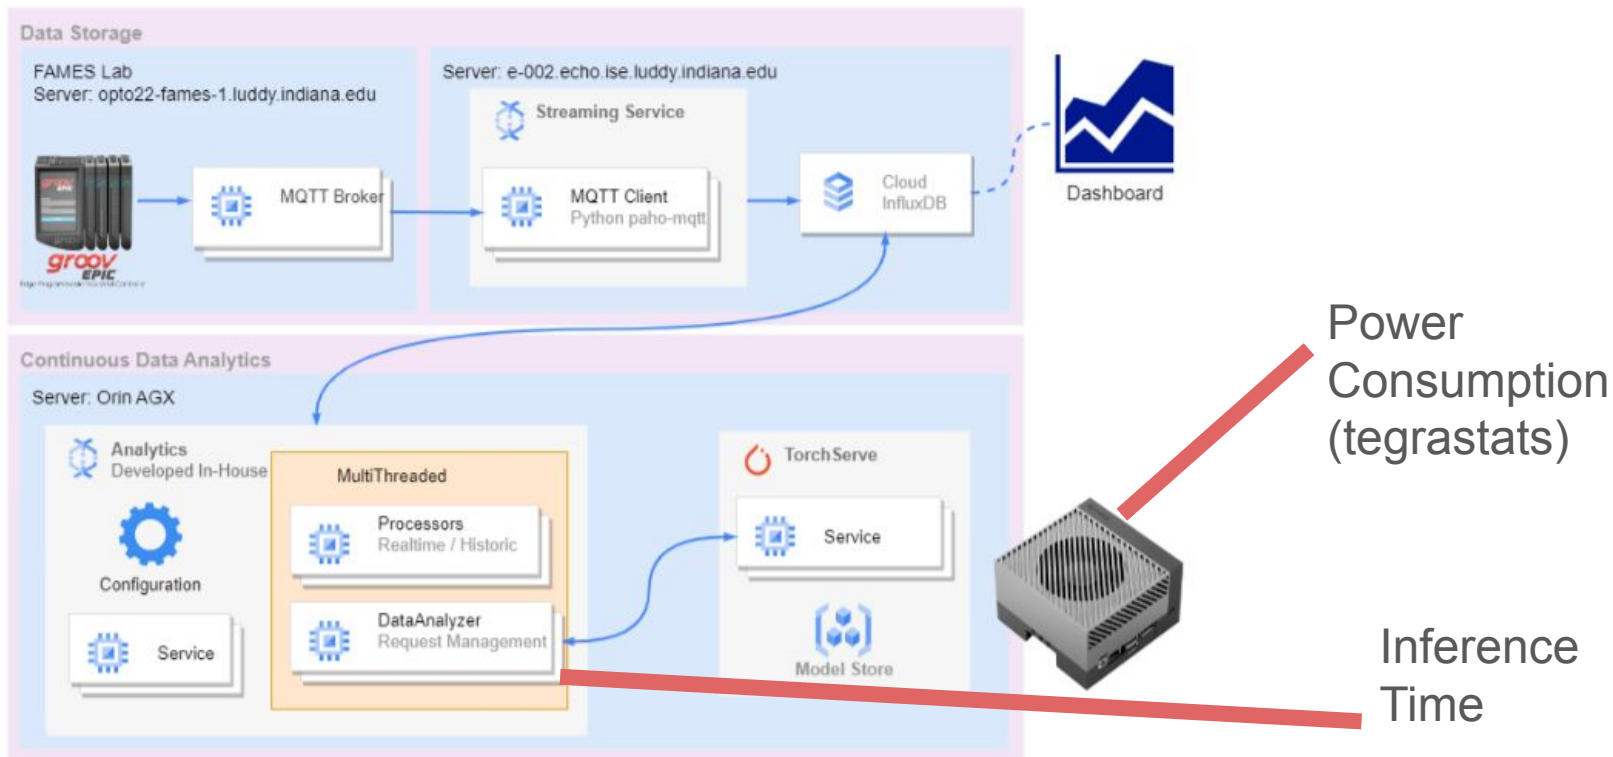 Data Storage
FAMES Lab
Server: opto22-fames-1.luddy.indiana.edu
groov
EPIC
groov
EPIC
MQTT Broker
Server: e-002.echo.ise.luddy.indiana.edu
Streaming Service
MQTT Client
Python paho-mqtt
Cloud
InfluxDB
Dashboard
Continuous Data Analytics
Server: Orin AGX
Analytics
Developed In-House
Configuration
Service
MultiThreaded
Processors
Realtime / Historic
DataAnalyzer
Request Management
TorchServe
Service
Model Store
Power
Consumption
(tegrastats)
Inference
Time